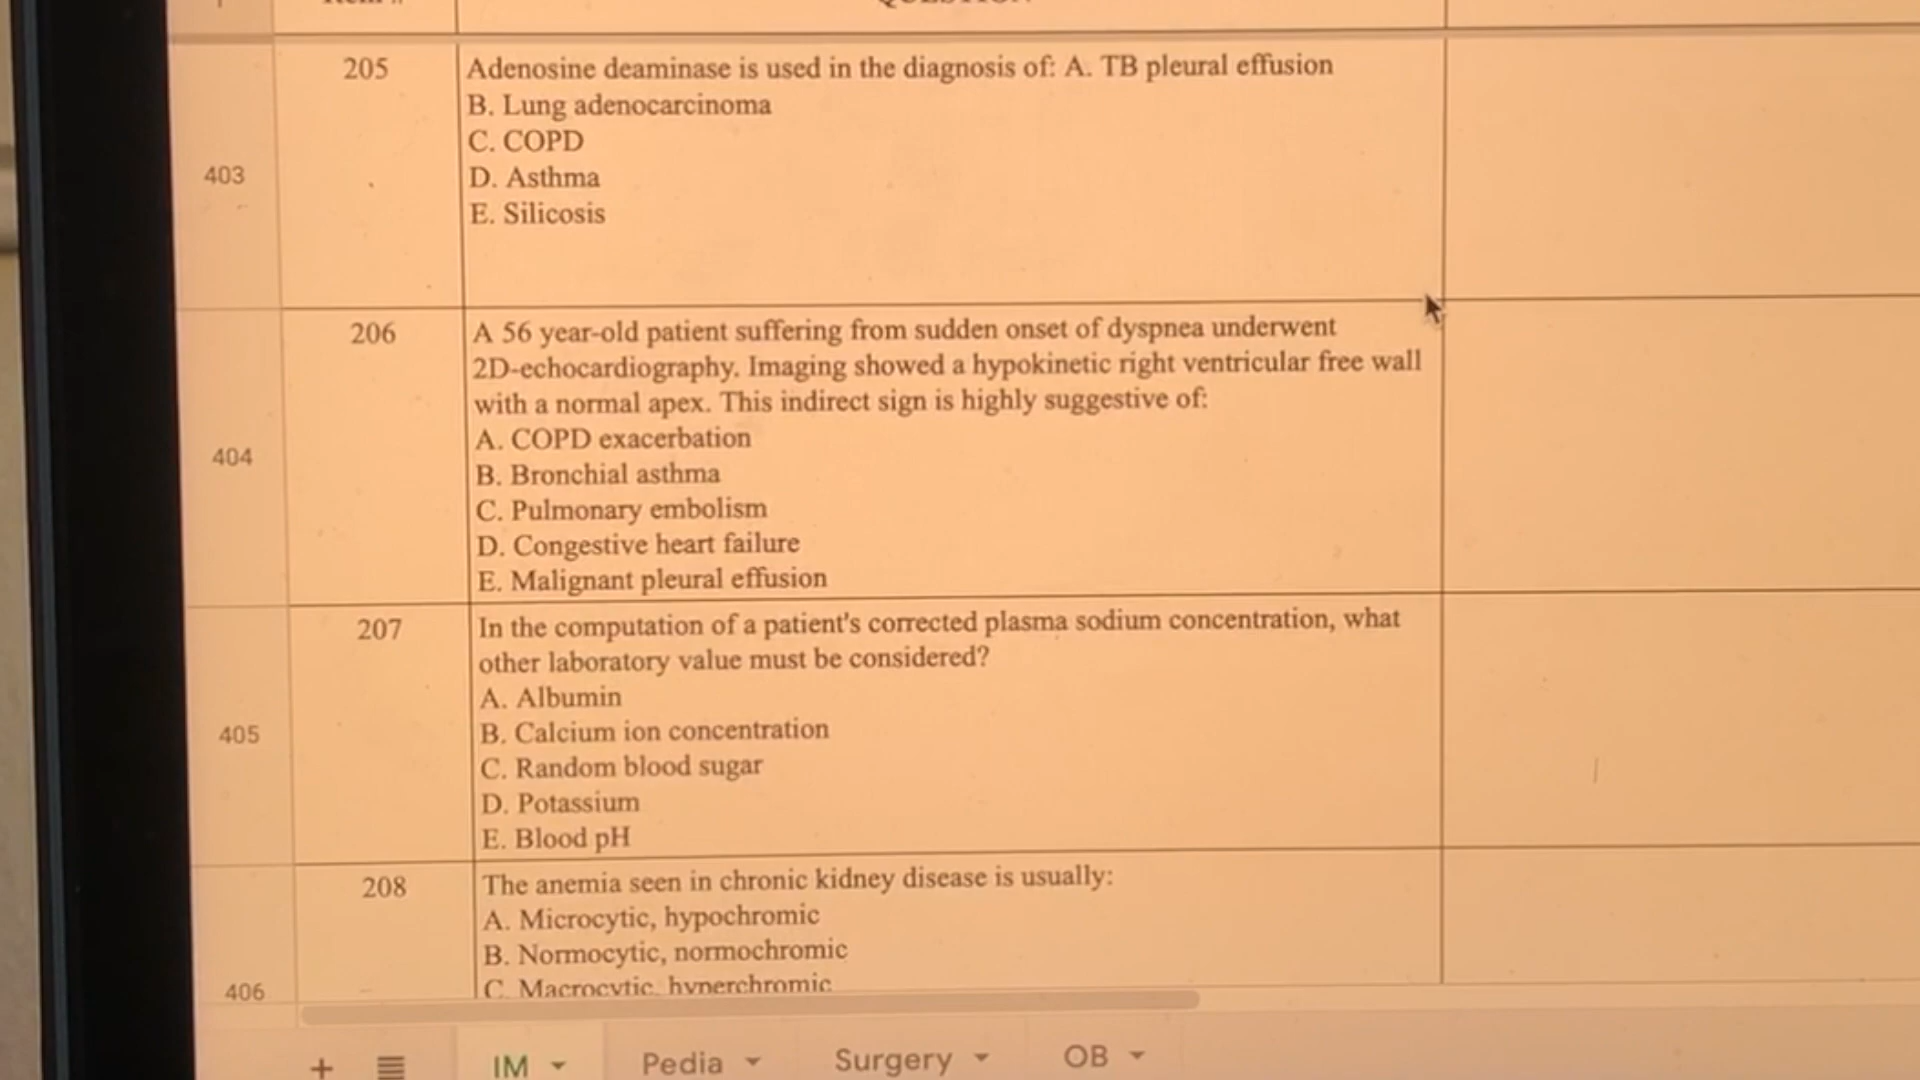 205
Adenosine deaminase is used in the diagnosis of: A. TB pleural effusion
B. Lung adenocarcinoma
C. COPD
D. Asthma
E. Silicosis
403
206
A 56 year-old patient suffering from sudden onset of dyspnea underwent
2D-echocardiography. Imaging showed a hypokinetic right ventricular free wall
with a normal apex. This indirect sign is highly suggestive of:
A. COPD exacerbation
B. Bronchial asthma
C. Pulmonary embolism
D. Congestive heart failure
E. Malignant pleural effusion
404
207
In the computation of a patient's corrected plasma sodium concentration, what
other laboratory value must be considered?
A. Albumin
B. Calcium ion concentration
C. Random blood sugar
D. Potassium
E. Blood pH
405
208
The anemia seen in chronic kidney disease is usually:
A. Microcytic, hypochromic
B. Normocytic, normochromic
C. Macrocytic, hyperchromic
406
IM Pedia Surgery OB